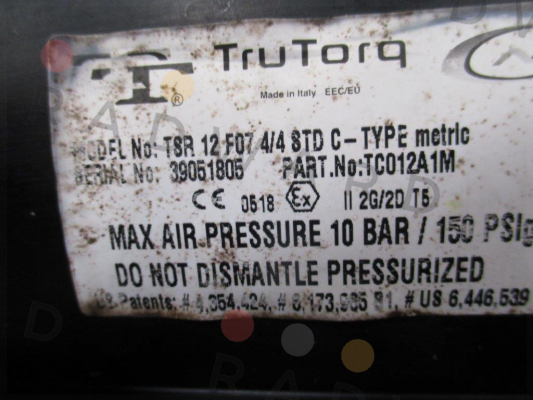 TruTorq
Made in Italy EEC/EU
MODEL No: TSR 12 F07 4/4 STD C-TYPE metric
SERIAL No: 39051805 PART.No:TC012A1M
CE 0518 Ex II 2G/2D T5
MAX AIR PRESSURE 10 BAR / 150 PSIg
DO NOT DISMANTLE PRESSURIZED
Patents: # US 6,446,539